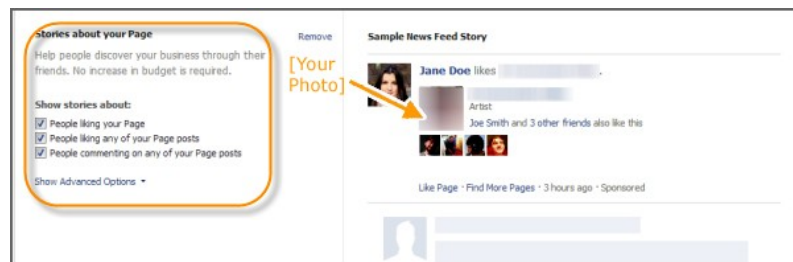 Stories about your Page
Remove
Help people discover your business through their
friends. No increase in budget is required.
Show stories about:
People liking your Page
People liking any of your Page posts
People commenting on any of your Page posts
Show Advanced Options
[Your
Photo]
Sample News Feed Story
Jane Doe likes .
Artist
Joe Smith and 3 other friends also like this
Like Page · Find More Pages · 3 hours ago · Sponsored